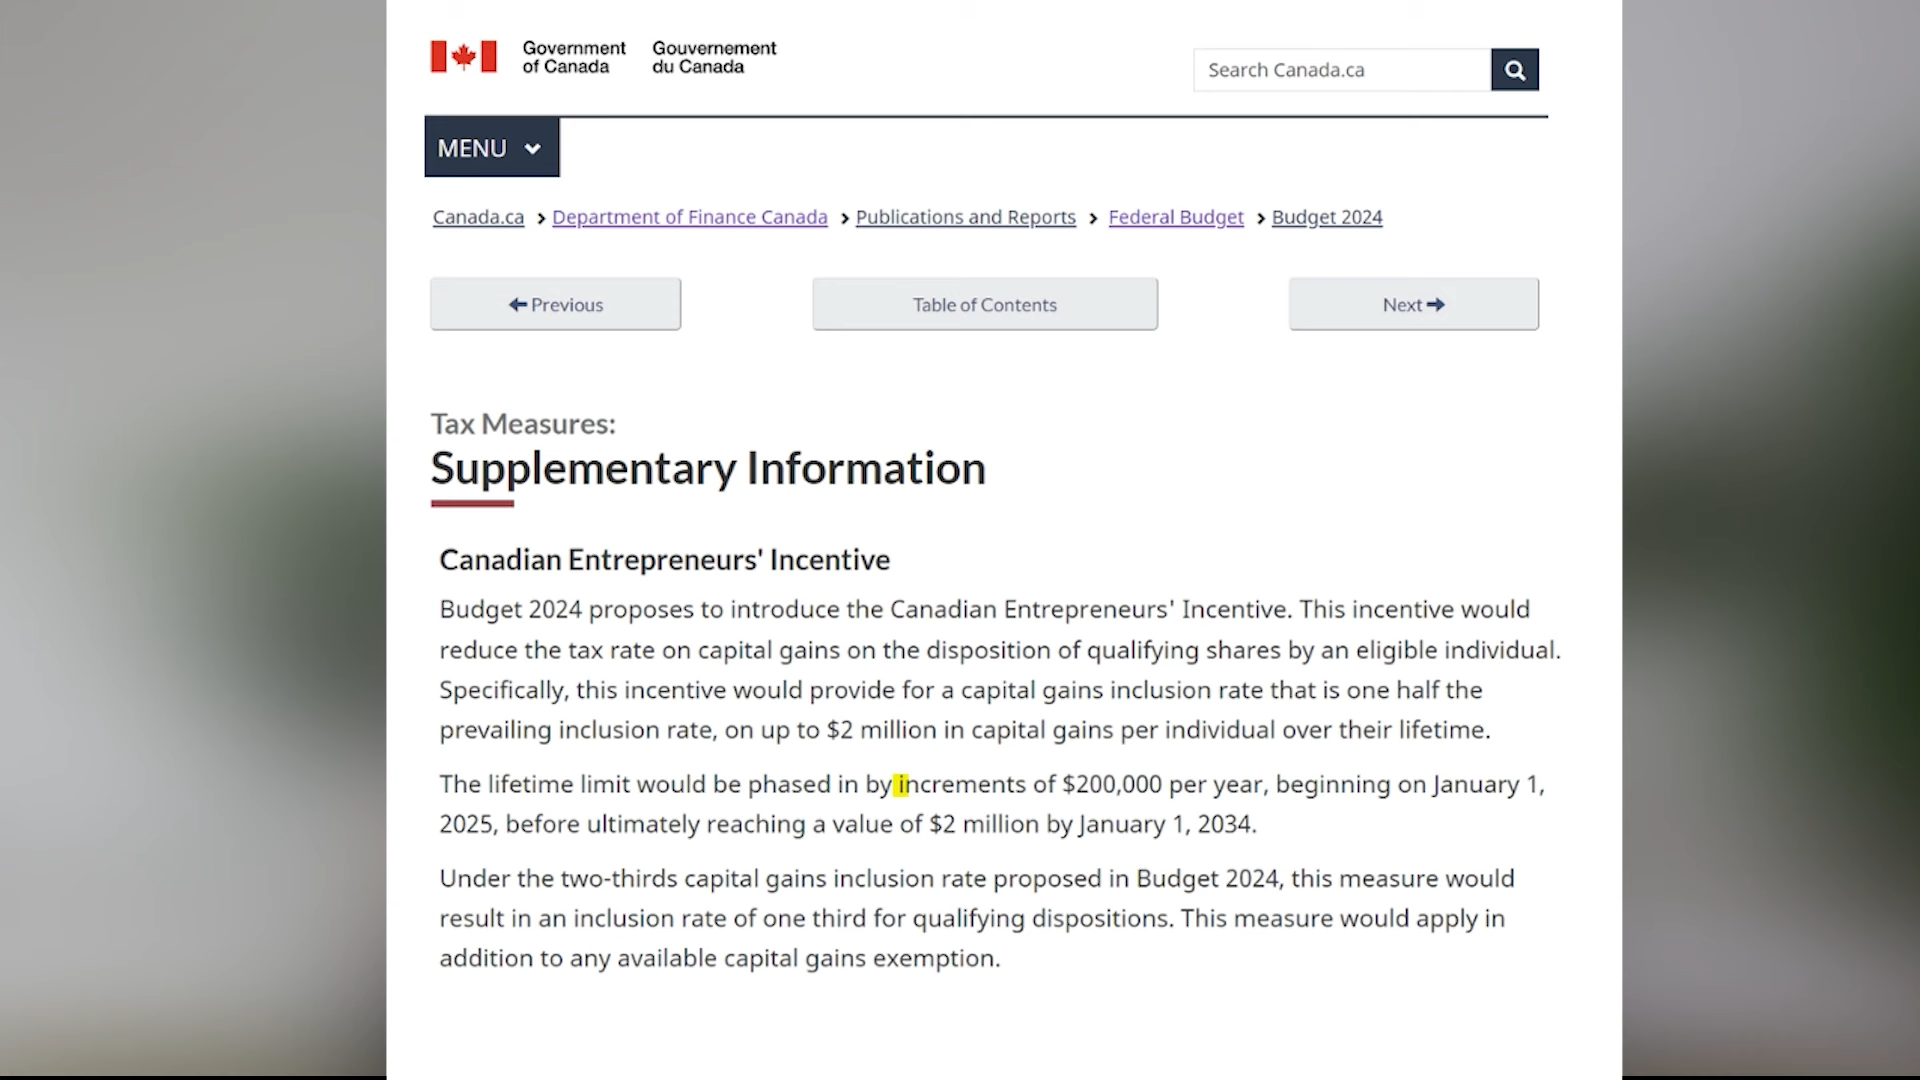 Government of Canada
Gouvernement du Canada
Search Canada.ca
MENU
Canada.ca > Department of Finance Canada > Publications and Reports > Federal Budget > Budget 2024
Previous
Table of Contents
Next
Tax Measures:
Supplementary Information
Canadian Entrepreneurs' Incentive
Budget 2024 proposes to introduce the Canadian Entrepreneurs' Incentive. This incentive would
reduce the tax rate on capital gains on the disposition of qualifying shares by an eligible individual.
Specifically, this incentive would provide for a capital gains inclusion rate that is one half the
prevailing inclusion rate, on up to $2 million in capital gains per individual over their lifetime.
The lifetime limit would be phased in by increments of $200,000 per year, beginning on January 1,
2025, before ultimately reaching a value of $2 million by January 1, 2034.
Under the two-thirds capital gains inclusion rate proposed in Budget 2024, this measure would
result in an inclusion rate of one third for qualifying dispositions. This measure would apply in
addition to any available capital gains exemption.